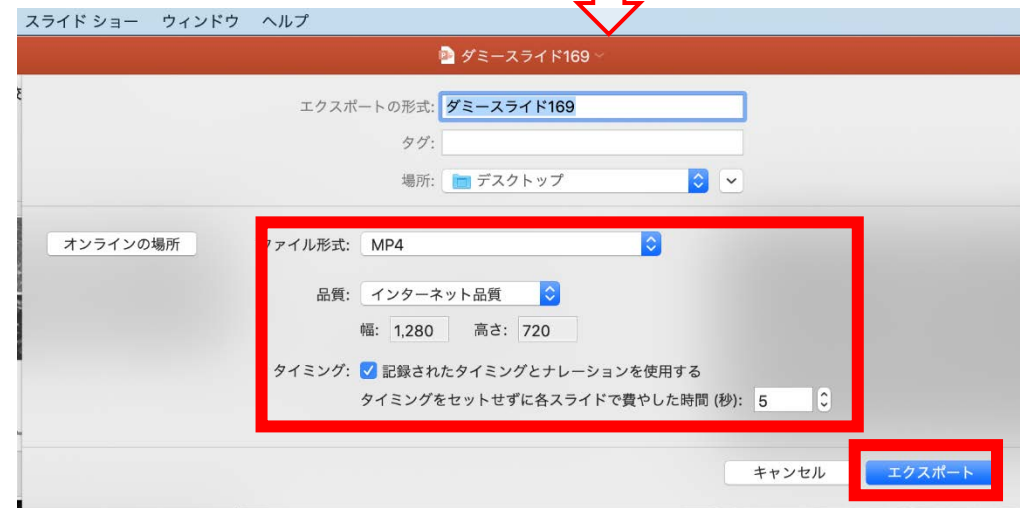 スライド ショー ウィンドウ ヘルプ
ダミースライド169
エクスポートの形式: ダミースライド169
タグ:
場所: デスクトップ
オンラインの場所
ファイル形式: MP4
品質: インターネット品質
幅: 1,280 高さ: 720
タイミング: 記録されたタイミングとナレーションを使用する
タイミングをセットせずに各スライドで費やした時間 (秒): 5
キャンセル エクスポート